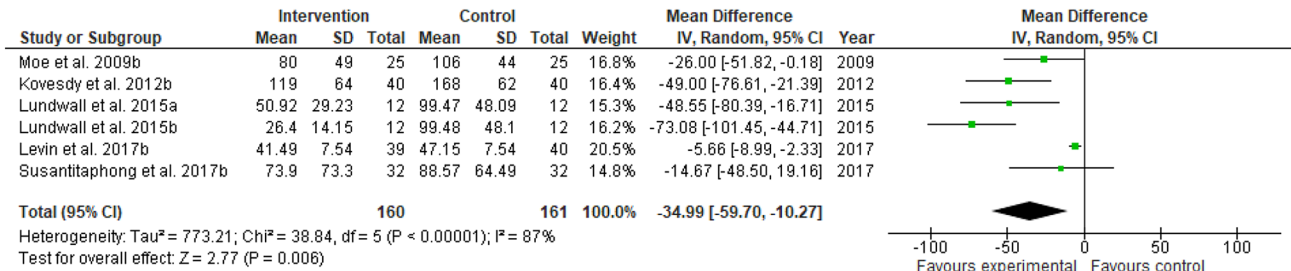 Intervention Control Mean Difference Mean Difference
Study or Subgroup Mean SD Total Mean SD Total Weight IV, Random, 95% CI Year IV, Random, 95% CI
Moe et al. 2009b 80 49 25 106 44 25 16.8% -26.00 [-51.82, -0.18] 2009
Kovesdy et al. 2012b 119 64 40 168 62 40 16.4% -49.00 [-76.61, -21.39] 2012
Lundwall et al. 2015a 50.92 29.23 12 99.47 48.09 12 15.3% -48.55 [-80.39, -16.71] 2015
Lundwall et al. 2015b 26.4 14.15 12 99.48 48.1 12 16.2% -73.08 [-101.45, -44.71] 2015
Levin et al. 2017b 41.49 7.54 39 47.15 7.54 40 20.5% -5.66 [-8.99, -2.33] 2017
Susantitaphong et al. 2017b 73.9 73.3 32 88.57 64.49 32 14.8% -14.67 [-48.50, 19.16] 2017
Total (95% CI) 160 161 100.0% -34.99 [-59.70, -10.27]
Heterogeneity: Tau² = 773.21; Chi² = 38.84, df = 5 (P < 0.00001); I² = 87%
Test for overall effect: Z = 2.77 (P = 0.006)
-100 -50 0 50 100
Favours experimental Favours control